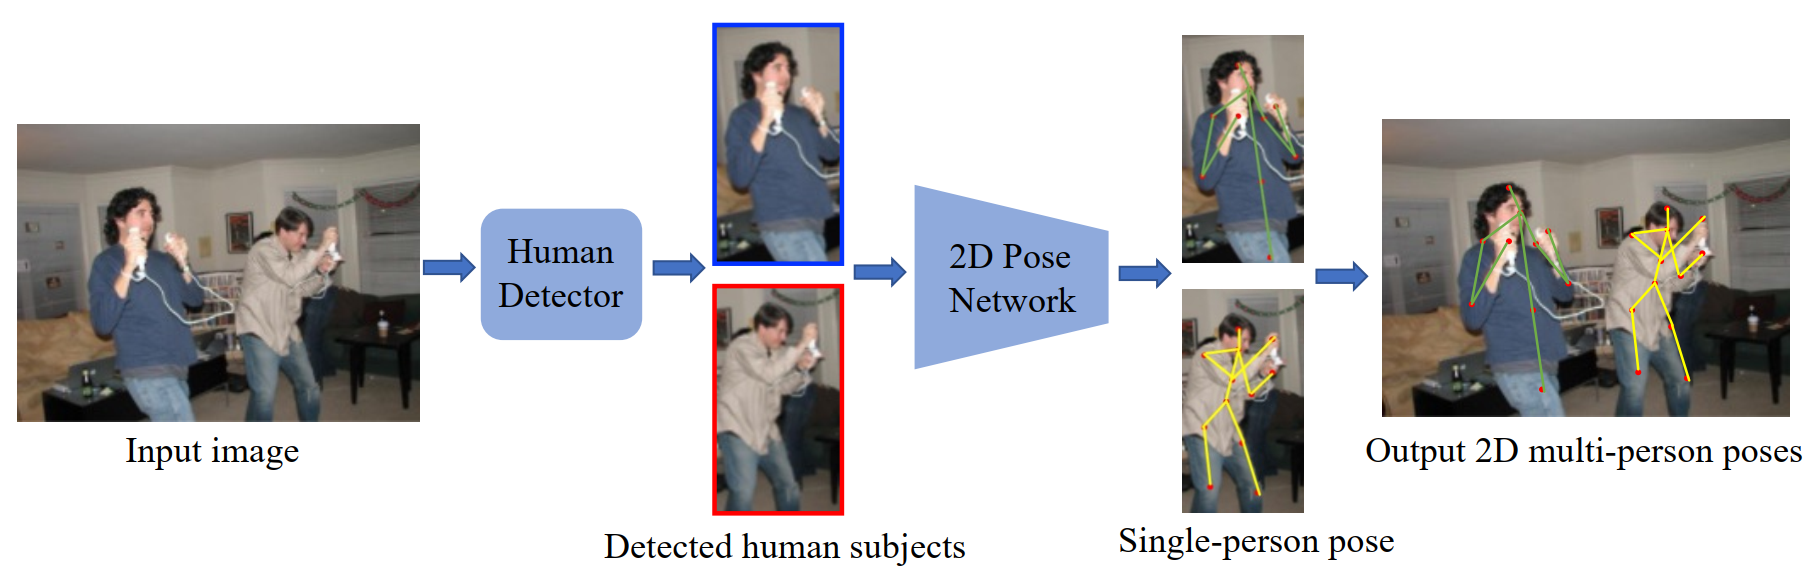 Human
Detector
2D Pose
Network
Input image
Detected human subjects
Single-person pose
Output 2D multi-person poses